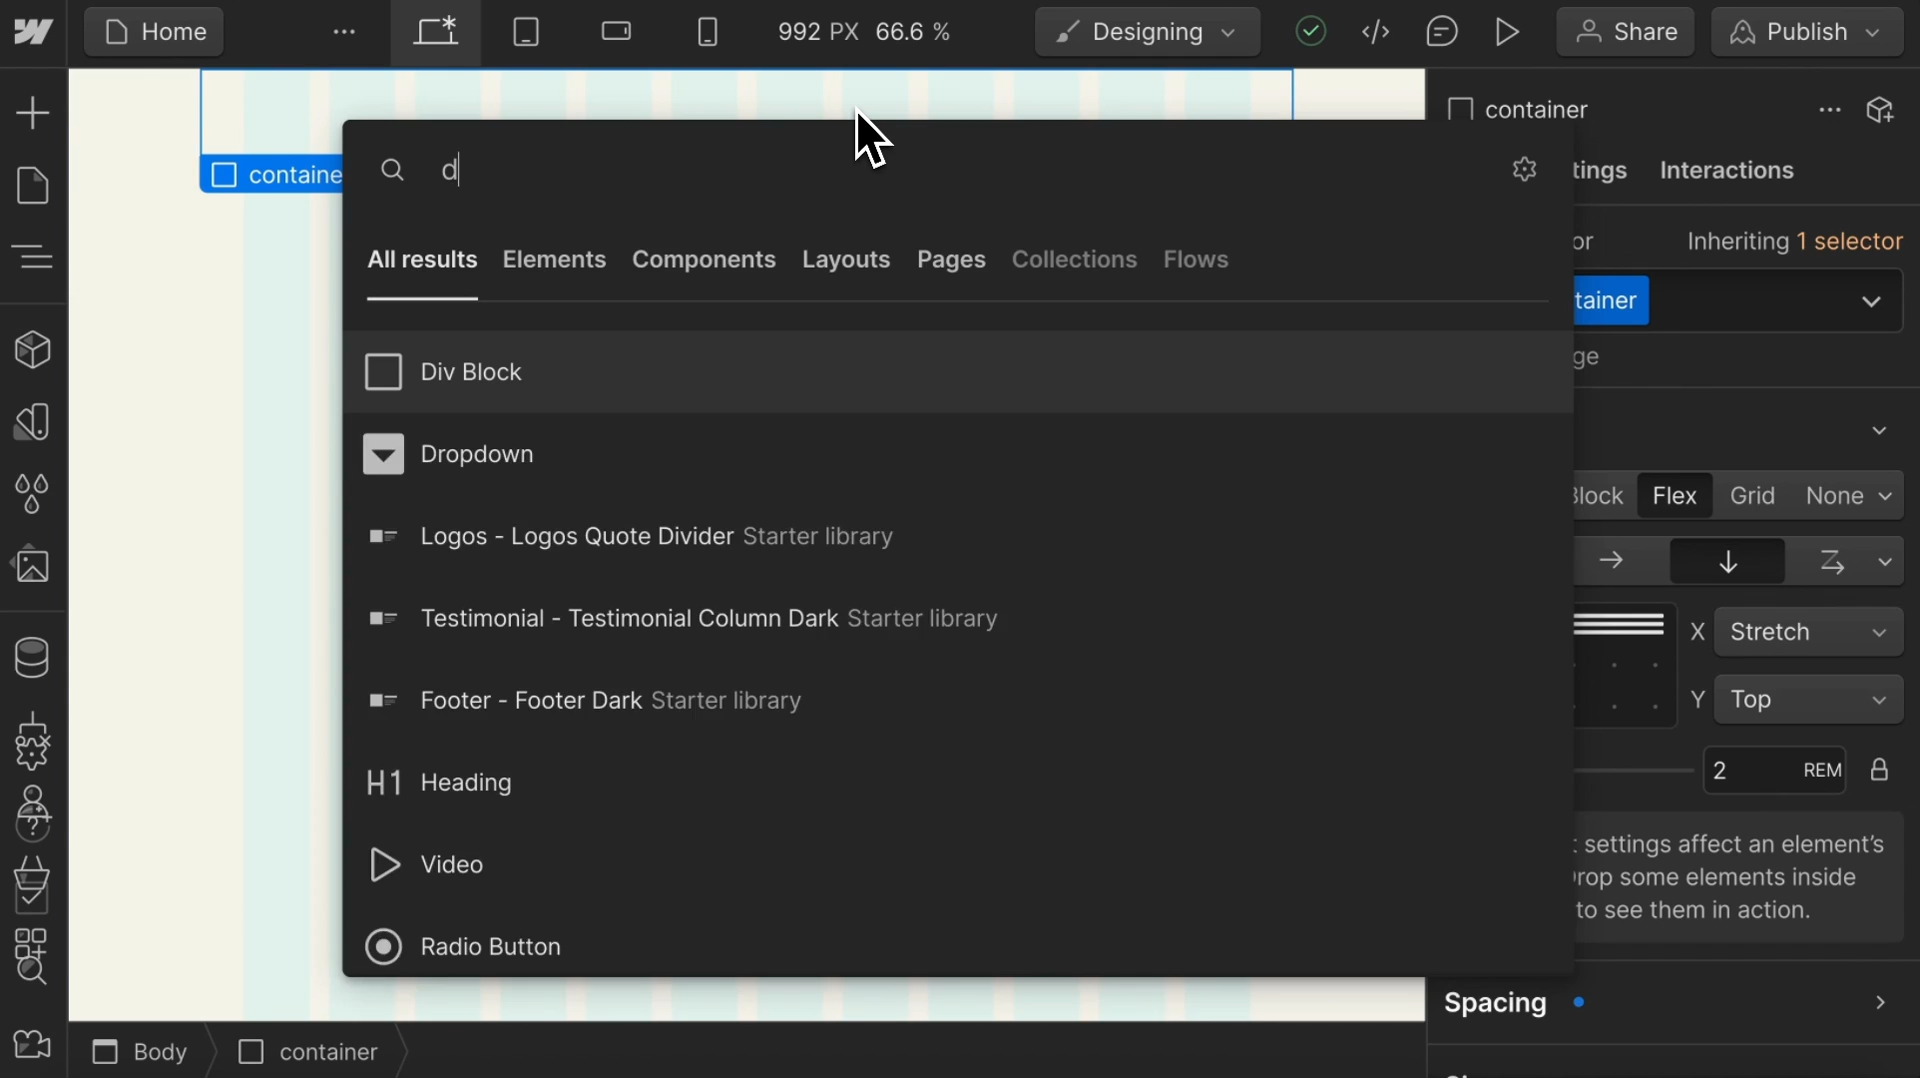 Home
992 PX 66.6 %
Designing
Share
Publish
container
containe
d
tings Interactions
or Inheriting 1 selector
tainer
ge
All results Elements Components Layouts Pages Collections Flows
Div Block
Dropdown
Logos - Logos Quote Divider Starter library
Testimonial - Testimonial Column Dark Starter library
Footer - Footer Dark Starter library
H1 Heading
Video
Radio Button
Block Flex Grid None
X Stretch
Y Top
2 REM
t settings affect an element's
Drop some elements inside
to see them in action.
Spacing
Body container